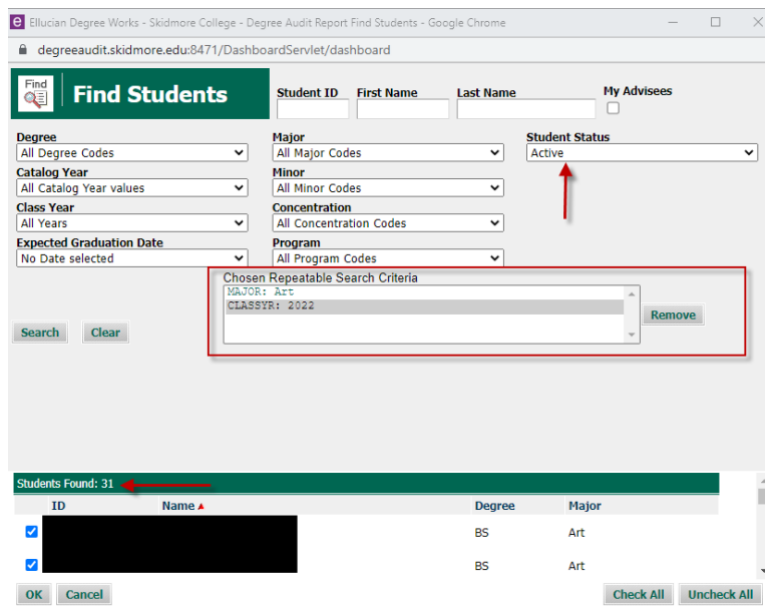 Ellucian Degree Works - Skidmore College - Degree Audit Report Find Students - Google Chrome
degreeaudit.skidmore.edu:8471/DashboardServlet/dashboard
Find
Find Students
Student ID First Name Last Name My Advisees
Degree Major Student Status
All Degree Codes All Major Codes Active
Catalog Year Minor
All Catalog Year values All Minor Codes
Class Year Concentration
All Years All Concentration Codes
Expected Graduation Date Program
No Date selected All Program Codes
Chosen Repeatable Search Criteria
MAJOR: Art
CLASSYR: 2022
Remove
Search Clear
Students Found: 31
ID Name Degree Major
BS Art
BS Art
OK Cancel Check All Uncheck All